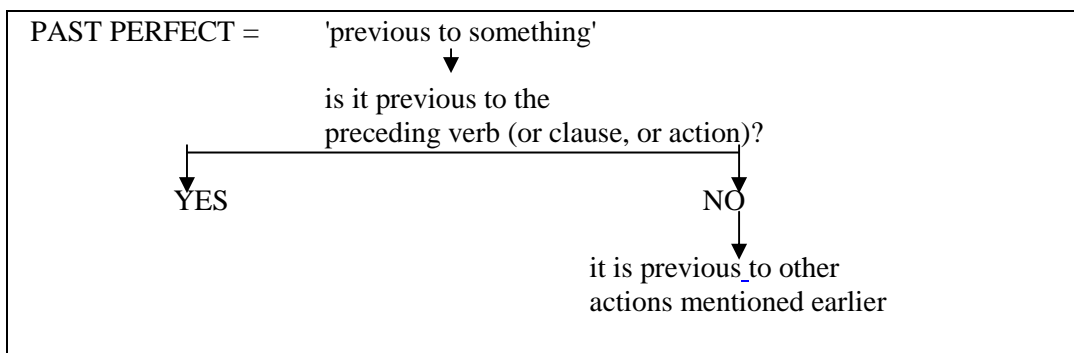 PAST PERFECT = 'previous to something'
is it previous to the
preceding verb (or clause, or action)?
YES NO
it is previous to other
actions mentioned earlier